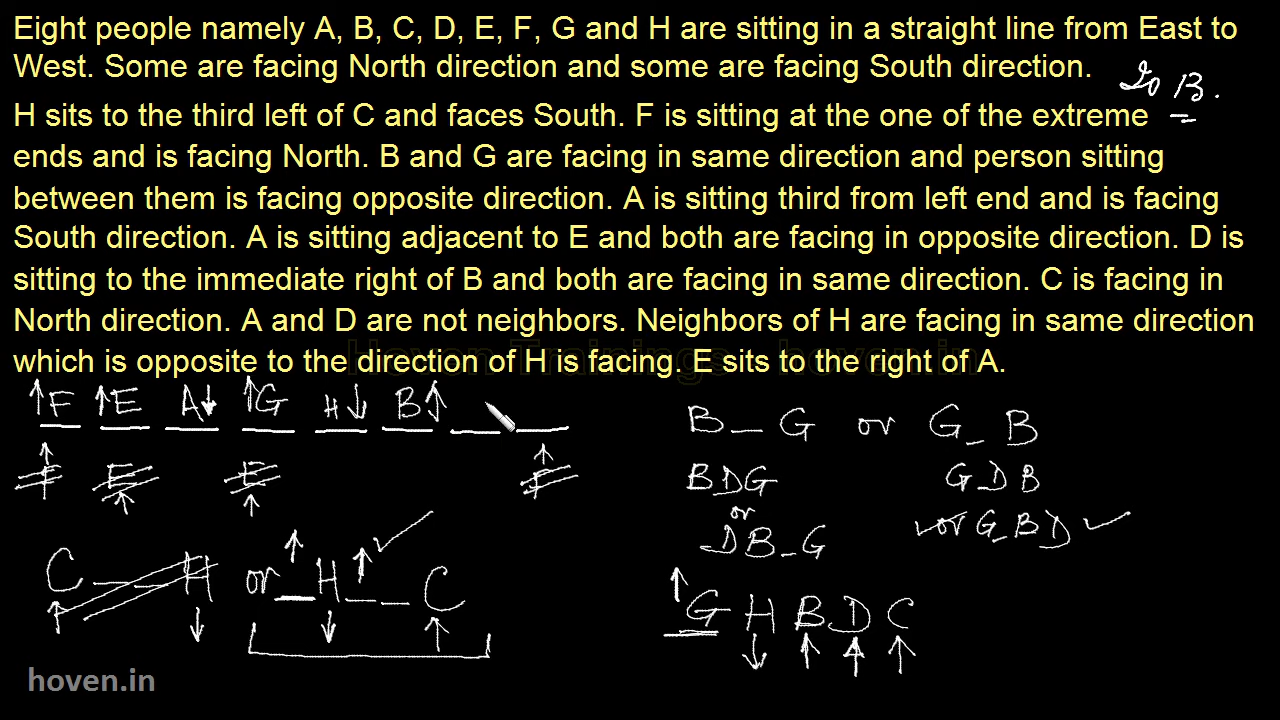 Eight people namely A, B, C, D, E, F, G and H are sitting in a straight line from East to
West. Some are facing North direction and some are facing South direction.
To B.
H sits to the third left of C and faces South. F is sitting at the one of the extreme
ends and is facing North. B and G are facing in same direction and person sitting
between them is facing opposite direction. A is sitting third from left end and is facing
South direction. A is sitting adjacent to E and both are facing in opposite direction. D is
sitting to the immediate right of B and both are facing in same direction. C is facing in
North direction. A and D are not neighbors. Neighbors of H are facing in same direction
which is opposite to the direction of H is facing. E sits to the right of A.
Hoven Trainings - hoven.in
↑F ↑E A↓ ↑G H↓ B↑ _ _
B _ G or G _ B
F E E F
BDG GDB
or
DB_G or G_BD ✓
C _ _ H or _ H _ _ C
↑G H B D C
hoven.in